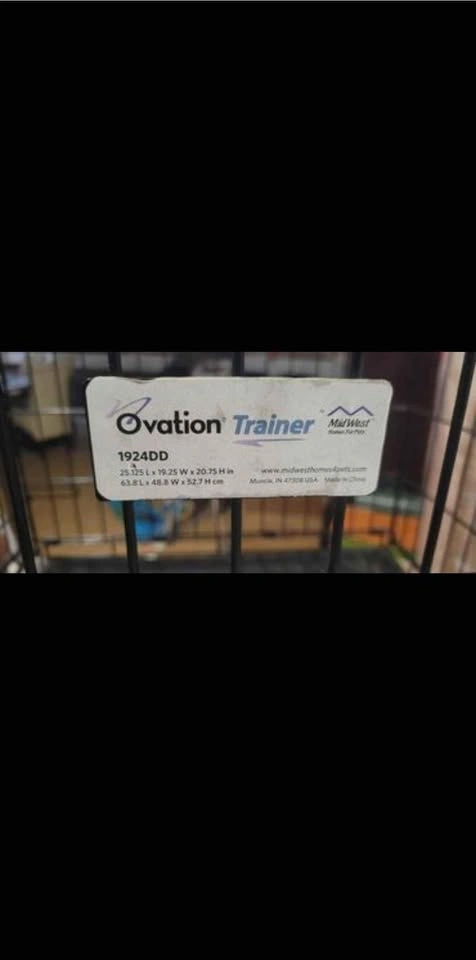 Ovation Trainer
MidWest
Homes For Pets
1924DD
25.125 L x 19.25 W x 20.75 H in
63.8 L x 48.8 W x 52.7 H cm
www.midwesthomes4pets.com
Muncie, IN 47308 USA Made in China